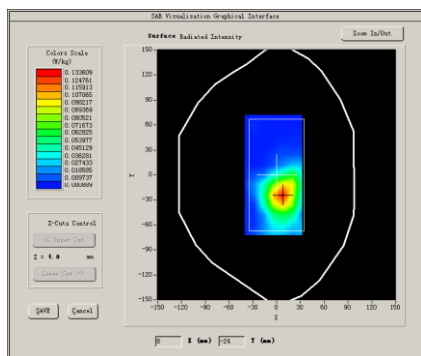 SAR Visualization Graphical Interface
Surface Radiated Intensity
Zoom In/Out
Colors Scale
(W/kg)
0.133609
0.124761
0.115913
0.107065
0.098217
0.089369
0.080521
0.071673
0.062825
0.053977
0.045129
0.036281
0.027433
0.018585
0.009737
0.000889
150
120
90
60
30
0
-30
-60
-90
-120
-150
Y
-150 -120 -90 -60 -30 0 30 60 90 120 150
X
Z-Cuts Control
<< Upper Cut
Z = 4.0 mm
Lower Cut >>
SAVE Cancel
8 X (mm) -24 Y (mm)